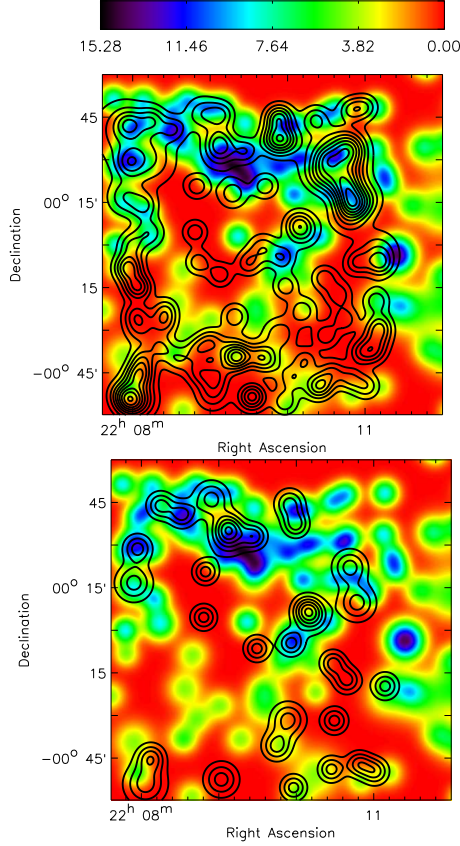 15.28 11.46 7.64 3.82 0.00
45
00° 15'
15
−00° 45'
Declination
22ʰ 08ᵐ 11
Right Ascension
45
00° 15'
15
−00° 45'
Declination
22ʰ 08ᵐ 11
Right Ascension